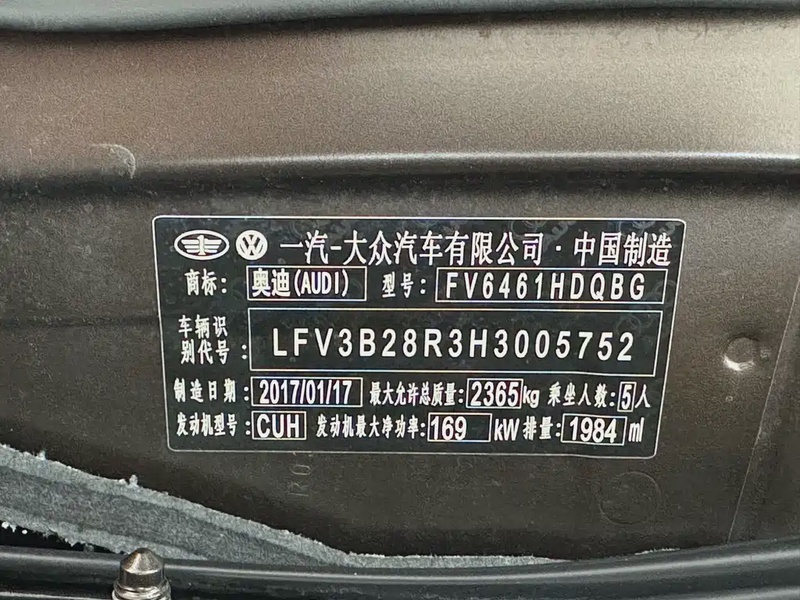 一汽-大众汽车有限公司·中国制造
商标: 奥迪(AUDI) 型号: FV6461HDQBG
车辆识
别代号: LFV3B28R3H3005752
制造日期: 2017/01/17 最大允许总质量: 2365kg 乘坐人数: 5人
发动机型号: CUH 发动机最大净功率: 169 kW 排量: 1984 ml